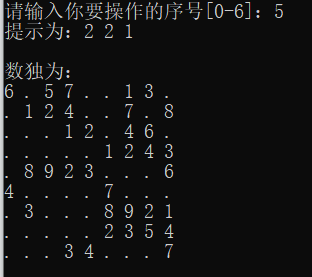 请输入你要操作的序号[0-6]: 5
提示为: 2 2 1
数独为:
6 . 5 7 . . 1 3 .
. 1 2 4 . . 7 . 8
. . . 1 2 . 4 6 .
. . . . . 1 2 4 3
. 8 9 2 3 . . . 6
4 . . . . 7 . . .
. 3 . . . 8 9 2 1
. . . . . 2 3 5 4
. . . 3 4 . . . 7